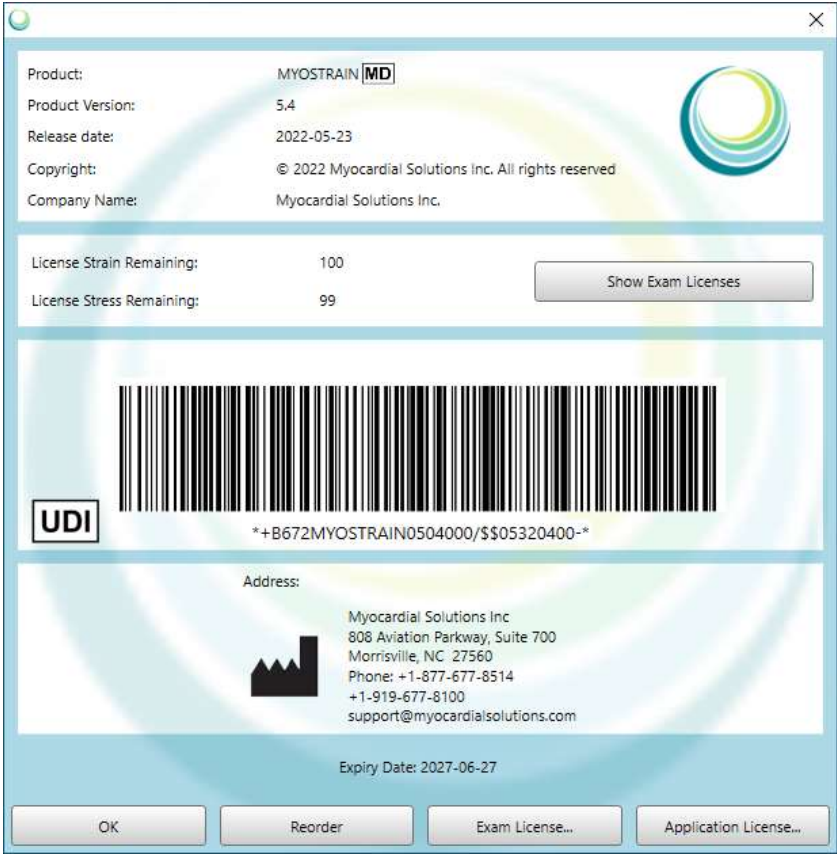 Product: MYOSTRAIN MD
Product Version: 5.4
Release date: 2022-05-23
Copyright: © 2022 Myocardial Solutions Inc. All rights reserved
Company Name: Myocardial Solutions Inc.
License Strain Remaining: 100
Show Exam Licenses
License Stress Remaining: 99
UDI
*+B672MYOSTRAIN0504000/$$05320400-*
Address:
Myocardial Solutions Inc
808 Aviation Parkway, Suite 700
Morrisville, NC 27560
Phone: +1-877-677-8514
+1-919-677-8100
support@myocardialsolutions.com
Expiry Date: 2027-06-27
OK Reorder Exam License... Application License...